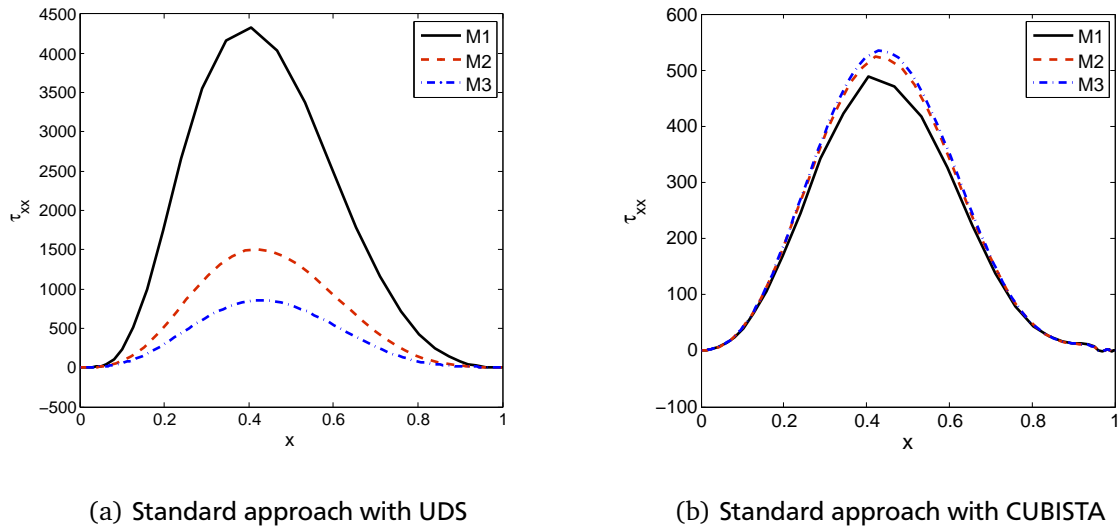 4500
4000
3500
3000
2500
2000
1500
1000
500
0
−500
0 0.2 0.4 0.6 0.8 1
x
τxx
M1
M2
M3
600
500
400
300
200
100
0
−100
0 0.2 0.4 0.6 0.8 1
x
τxx
M1
M2
M3
(a) Standard approach with UDS
(b) Standard approach with CUBISTA